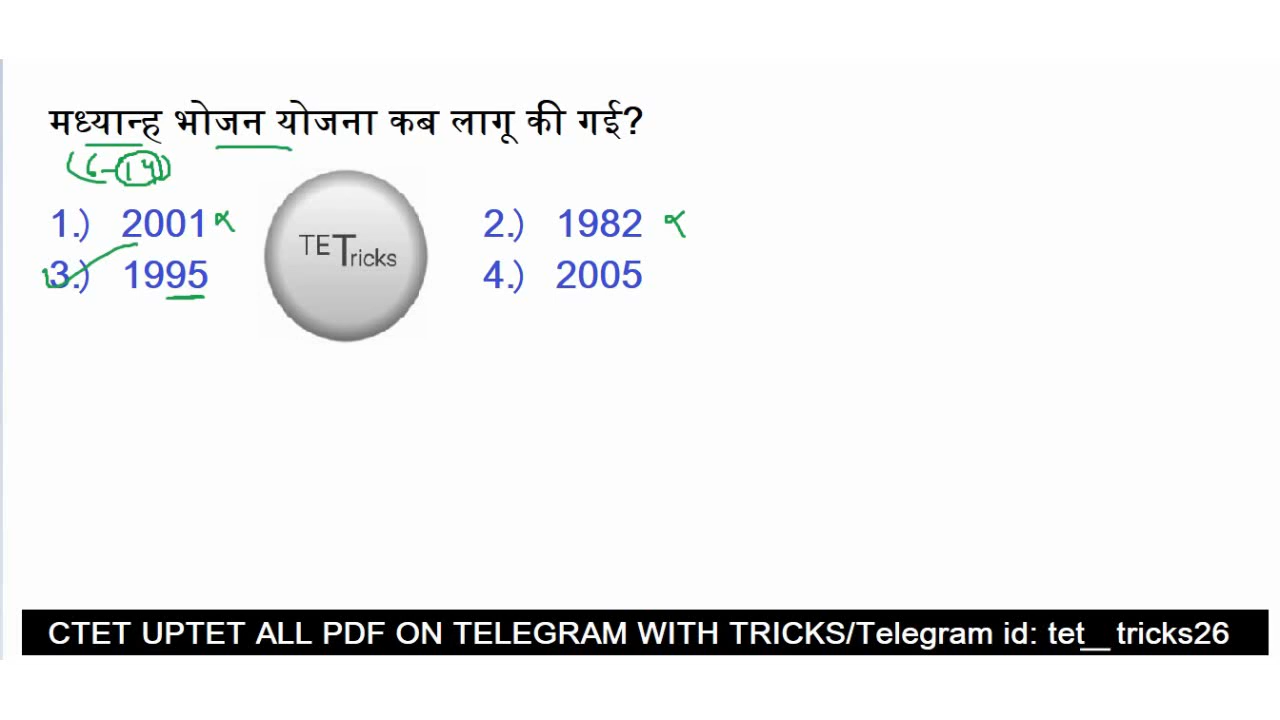 मध्यान्ह भोजन योजना कब लागू की गई?
(6-14)
1.) 2001 2.) 1982
TETricks
3.) 1995 4.) 2005
CTET UPTET ALL PDF ON TELEGRAM WITH TRICKS/Telegram id: tet__tricks26